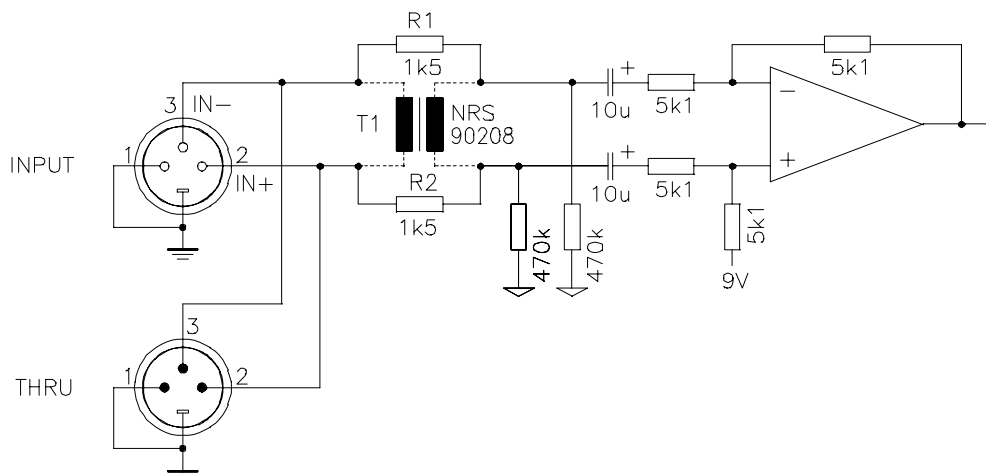 R1
1k5
5k1
+
10u
5k1
−
3
IN−
T1
NRS
90208
INPUT
1
2
IN+
R2
1k5
+
10u
5k1
+
470k
470k
5k1
9V
3
THRU
1
2